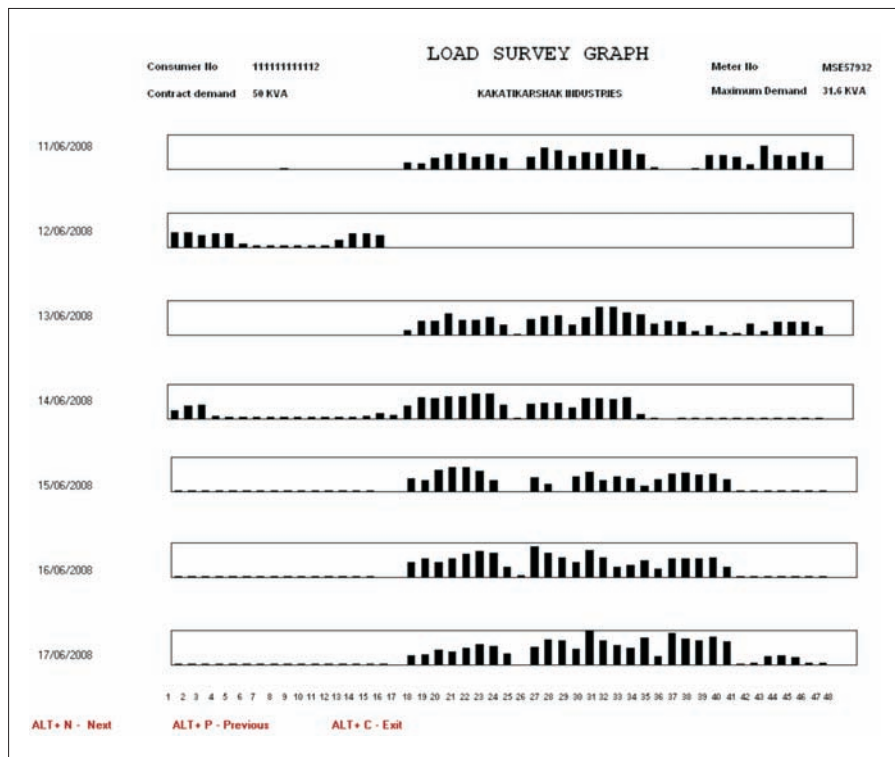 LOAD SURVEY GRAPH
Consumer No 111111111112 Meter No MSE57932
Contract demand 50 KVA KAKATIKARSHAK INDUSTRIES Maximum Demand 31.6 KVA
11/06/2008
12/06/2008
13/06/2008
14/06/2008
15/06/2008
16/06/2008
17/06/2008
1 2 3 4 5 6 7 8 9 10 11 12 13 14 15 16 17 18 19 20 21 22 23 24 25 26 27 28 29 30 31 32 33 34 35 36 37 38 39 40 41 42 43 44 45 46 47 48
ALT+ N - Next ALT+ P - Previous ALT+ C - Exit